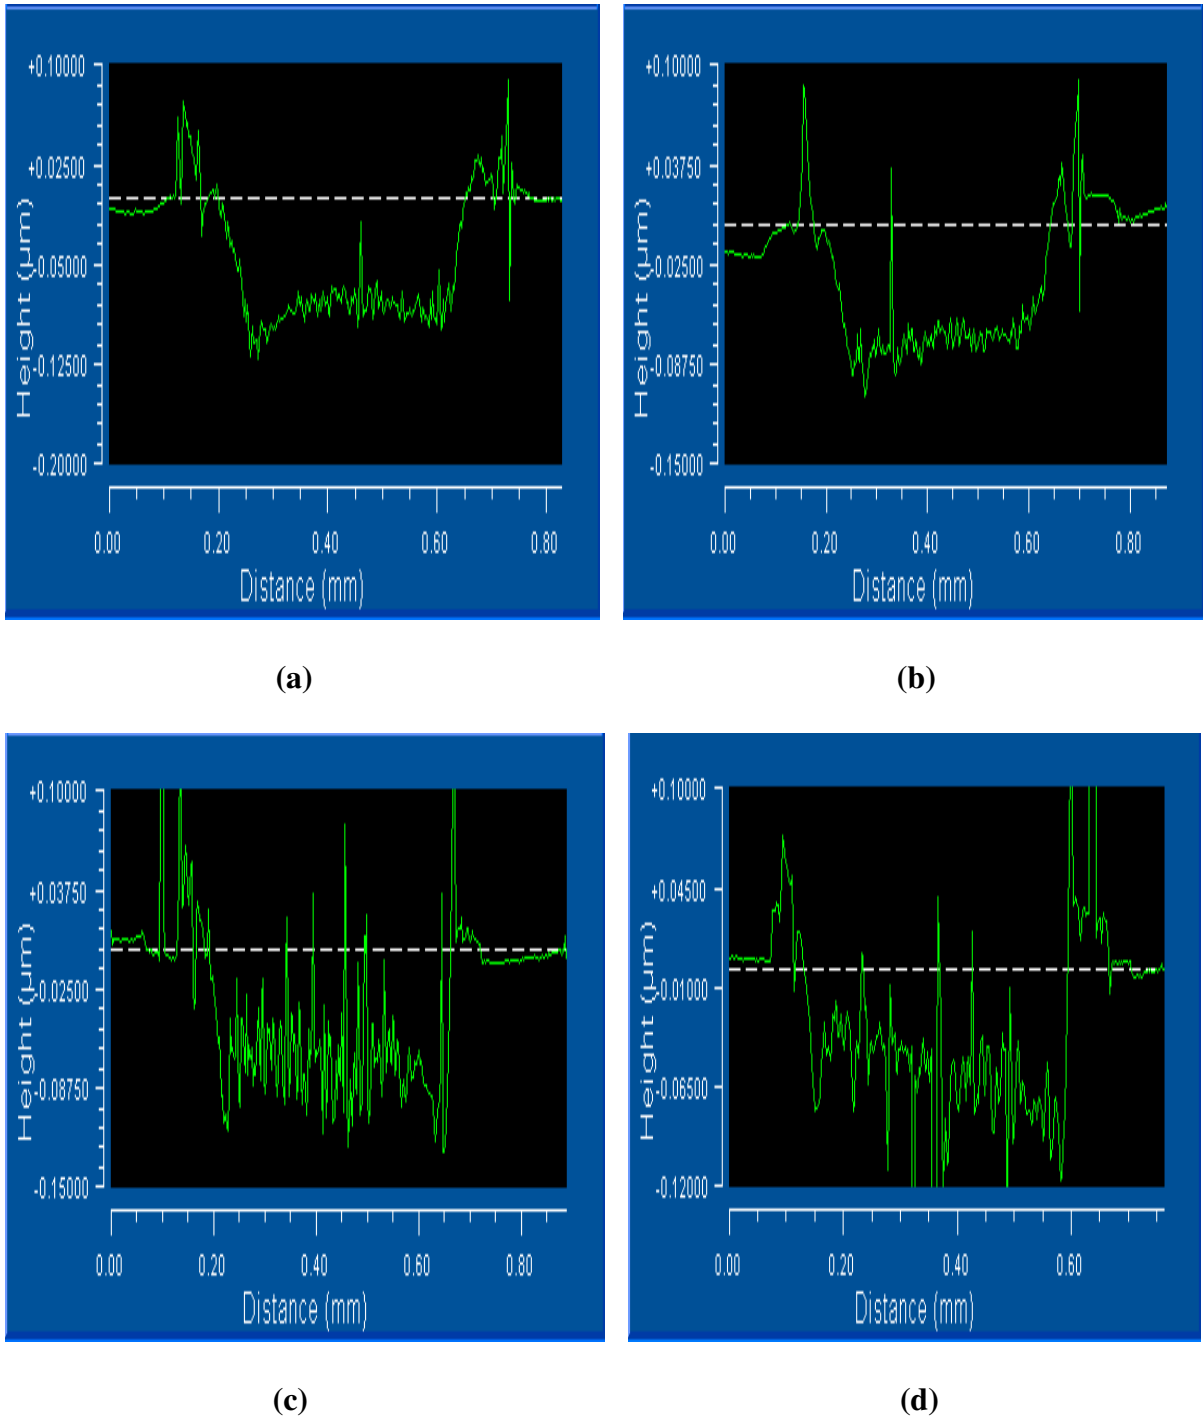 +0.10000
+0.02500
-0.05000
-0.12500
-0.20000
Height (µm)
0.00 0.20 0.40 0.60 0.80
Distance (mm)
(a)
+0.10000
+0.03750
-0.02500
-0.08750
-0.15000
Height (µm)
0.00 0.20 0.40 0.60 0.80
Distance (mm)
(b)
+0.10000
+0.03750
-0.02500
-0.08750
-0.15000
Height (µm)
0.00 0.20 0.40 0.60 0.80
Distance (mm)
(c)
+0.10000
+0.04500
-0.01000
-0.06500
-0.12000
Height (µm)
0.00 0.20 0.40 0.60
Distance (mm)
(d)